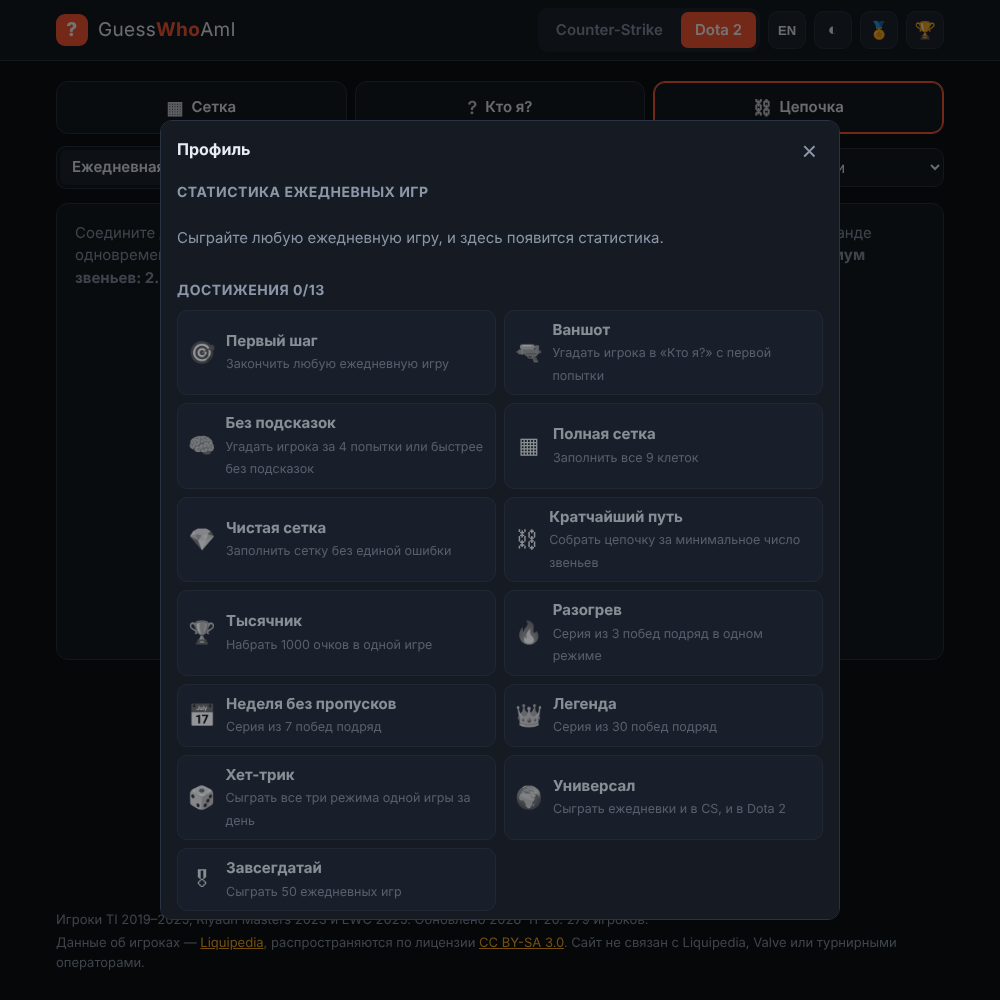 ? GuessWhoAmI
Counter-Strike Dota 2 EN
Сетка ? Кто я? Цепочка
Профиль
Ежедневная
СТАТИСТИКА ЕЖЕДНЕВНЫХ ИГР
Соедините
одновремен
звеньев: 2.
Сыграйте любую ежедневную игру, и здесь появится статистика.
ДОСТИЖЕНИЯ 0/13
Первый шаг
Закончить любую ежедневную игру
Ваншот
Угадать игрока в «Кто я?» с первой
попытки
Без подсказок
Угадать игрока за 4 попытки или быстрее
без подсказок
Полная сетка
Заполнить все 9 клеток
Чистая сетка
Заполнить сетку без единой ошибки
Кратчайший путь
Собрать цепочку за минимальное число
звеньев
Тысячник
Набрать 1000 очков в одной игре
Разогрев
Серия из 3 побед подряд в одном
режиме
July
17
Неделя без пропусков
Серия из 7 побед подряд
Легенда
Серия из 30 побед подряд
Хет-трик
Сыграть все три режима одной игры за
день
Универсал
Сыграть ежедневки и в CS, и в Dota 2
Завсегдатай
Сыграть 50 ежедневных игр
Данные об игроках — Liquipedia, распространяются по лицензии CC BY-SA 3.0. Сайт не связан с Liquipedia, Valve или турнирными
операторами.